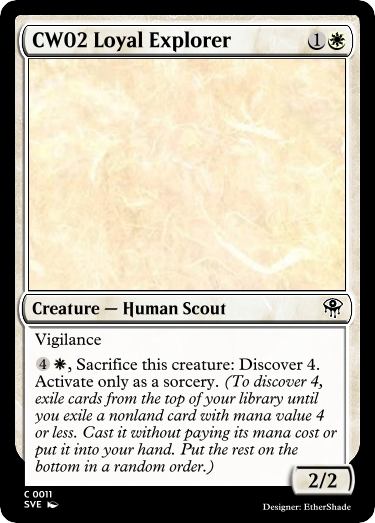 CW02 Loyal Explorer 1
Creature — Human Scout
Vigilance
4, Sacrifice this creature: Discover 4.
Activate only as a sorcery. (To discover 4,
exile cards from the top of your library until
you exile a nonland card with mana value 4
or less. Cast it without paying its mana cost or
put it into your hand. Put the rest on the
bottom in a random order.)
2/2
C 0011
SVE
Designer: EtherShade